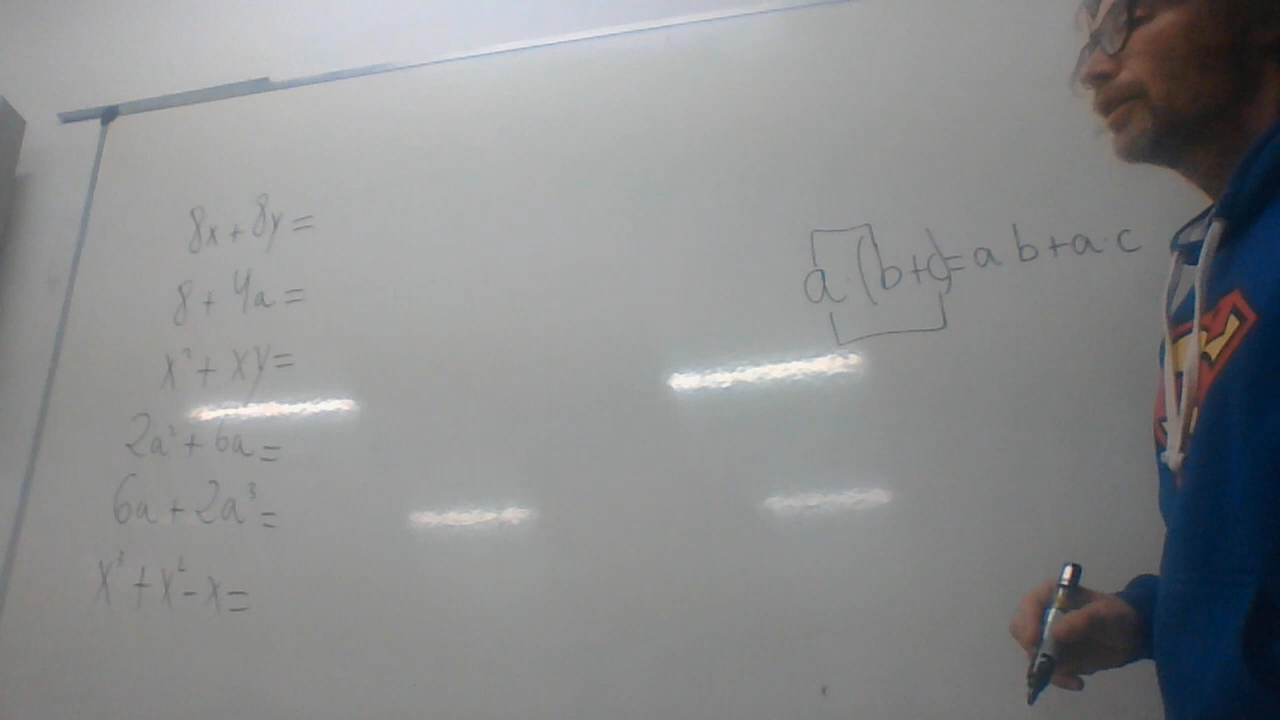 8x + 8y =
8 + 4a =
x² + xy =
2a² + 6a =
6a + 2a³ =
x³ + x² - x =
a · (b+c) = a b + a · c